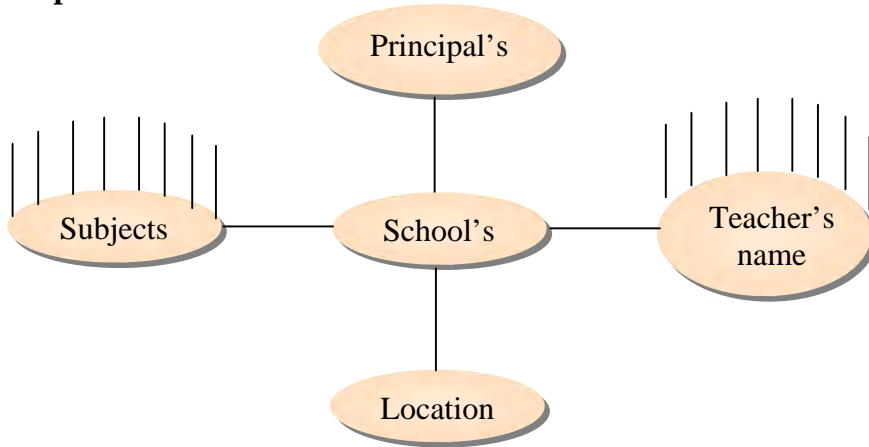 Principal's
Subjects
School's
Teacher's
name
Location